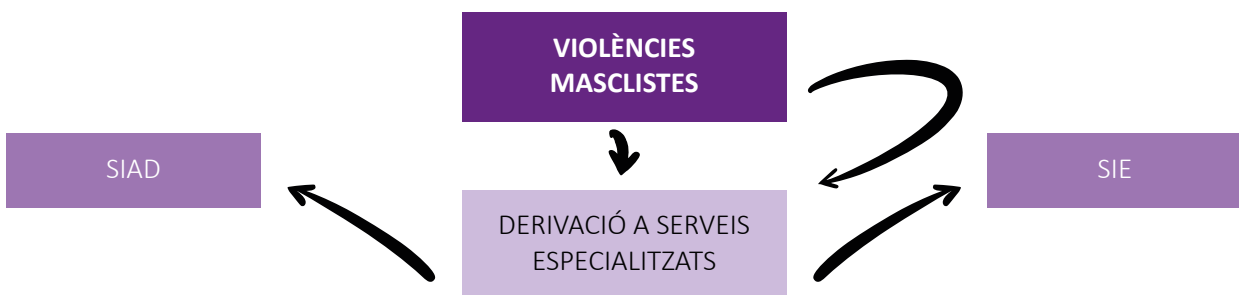 VIOLÈNCIES
MASCLISTES
SIAD
SIE
DERIVACIÓ A SERVEIS
ESPECIALITZATS